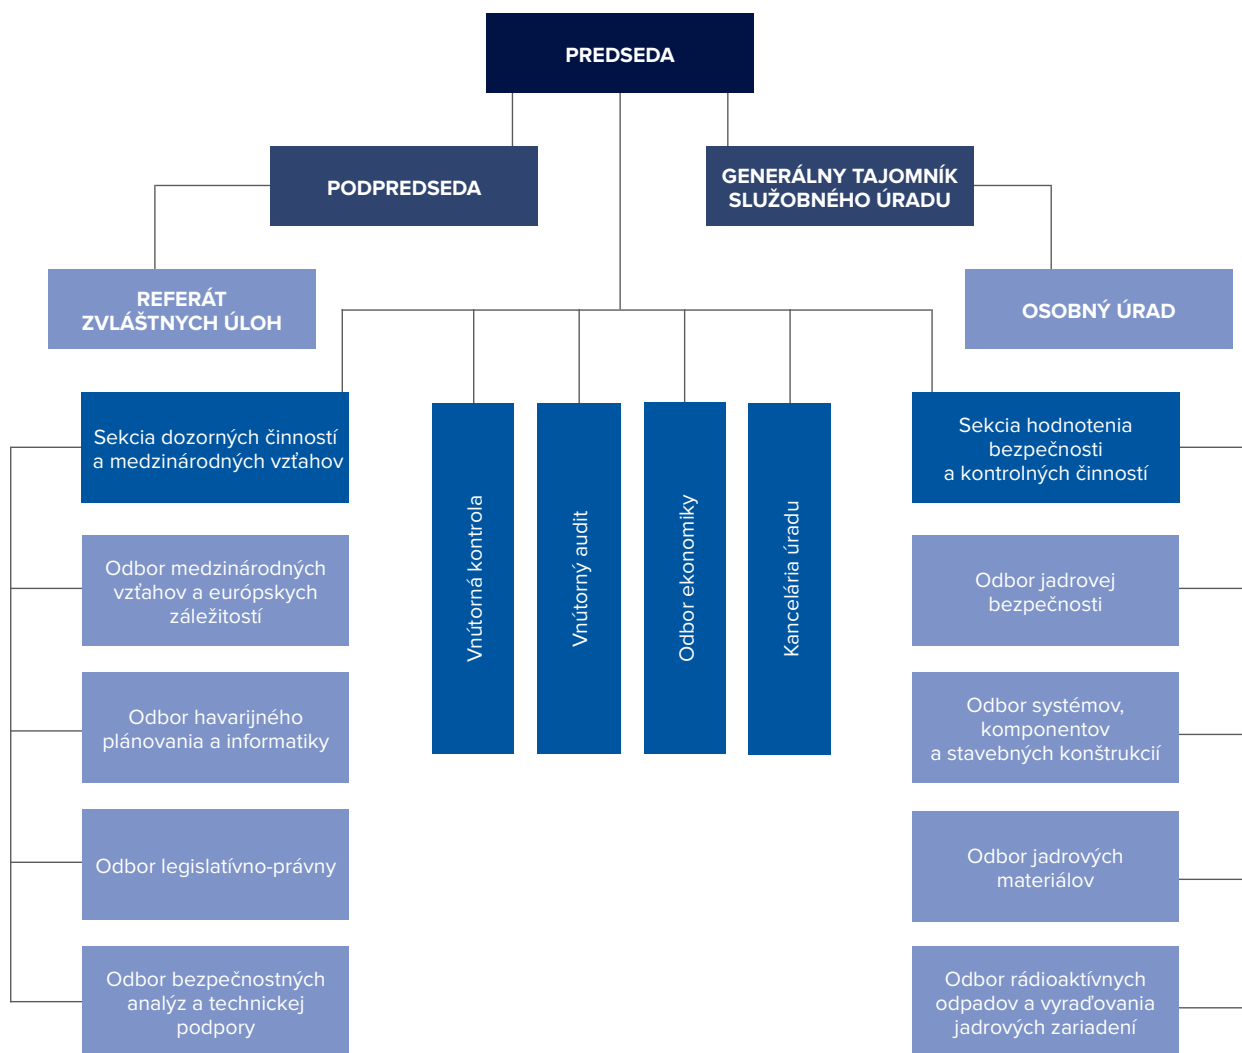 PREDSEDA
PODPREDSEDA
GENERÁLNY TAJOMNÍK
SLUŽOBNÉHO ÚRADU
REFERÁT
ZVLÁŠTNYCH ÚLOH
OSOBNÝ ÚRAD
Sekcia dozorných činností
a medzinárodných vzťahov
Odbor medzinárodných
vzťahov a európskych
záležitostí
Odbor havarijného
plánovania a informatiky
Odbor legislatívno-právny
Odbor bezpečnostných
analýz a technickej
podpory
Vnútorná kontrola
Vnútorný audit
Odbor ekonomiky
Kancelária úradu
Sekcia hodnotenia
bezpečnosti
a kontrolných činností
Odbor jadrovej
bezpečnosti
Odbor systémov,
komponentov
a stavebných konštrukcií
Odbor jadrových
materiálov
Odbor rádioaktívnych
odpadov a vyraďovania
jadrových zariadení